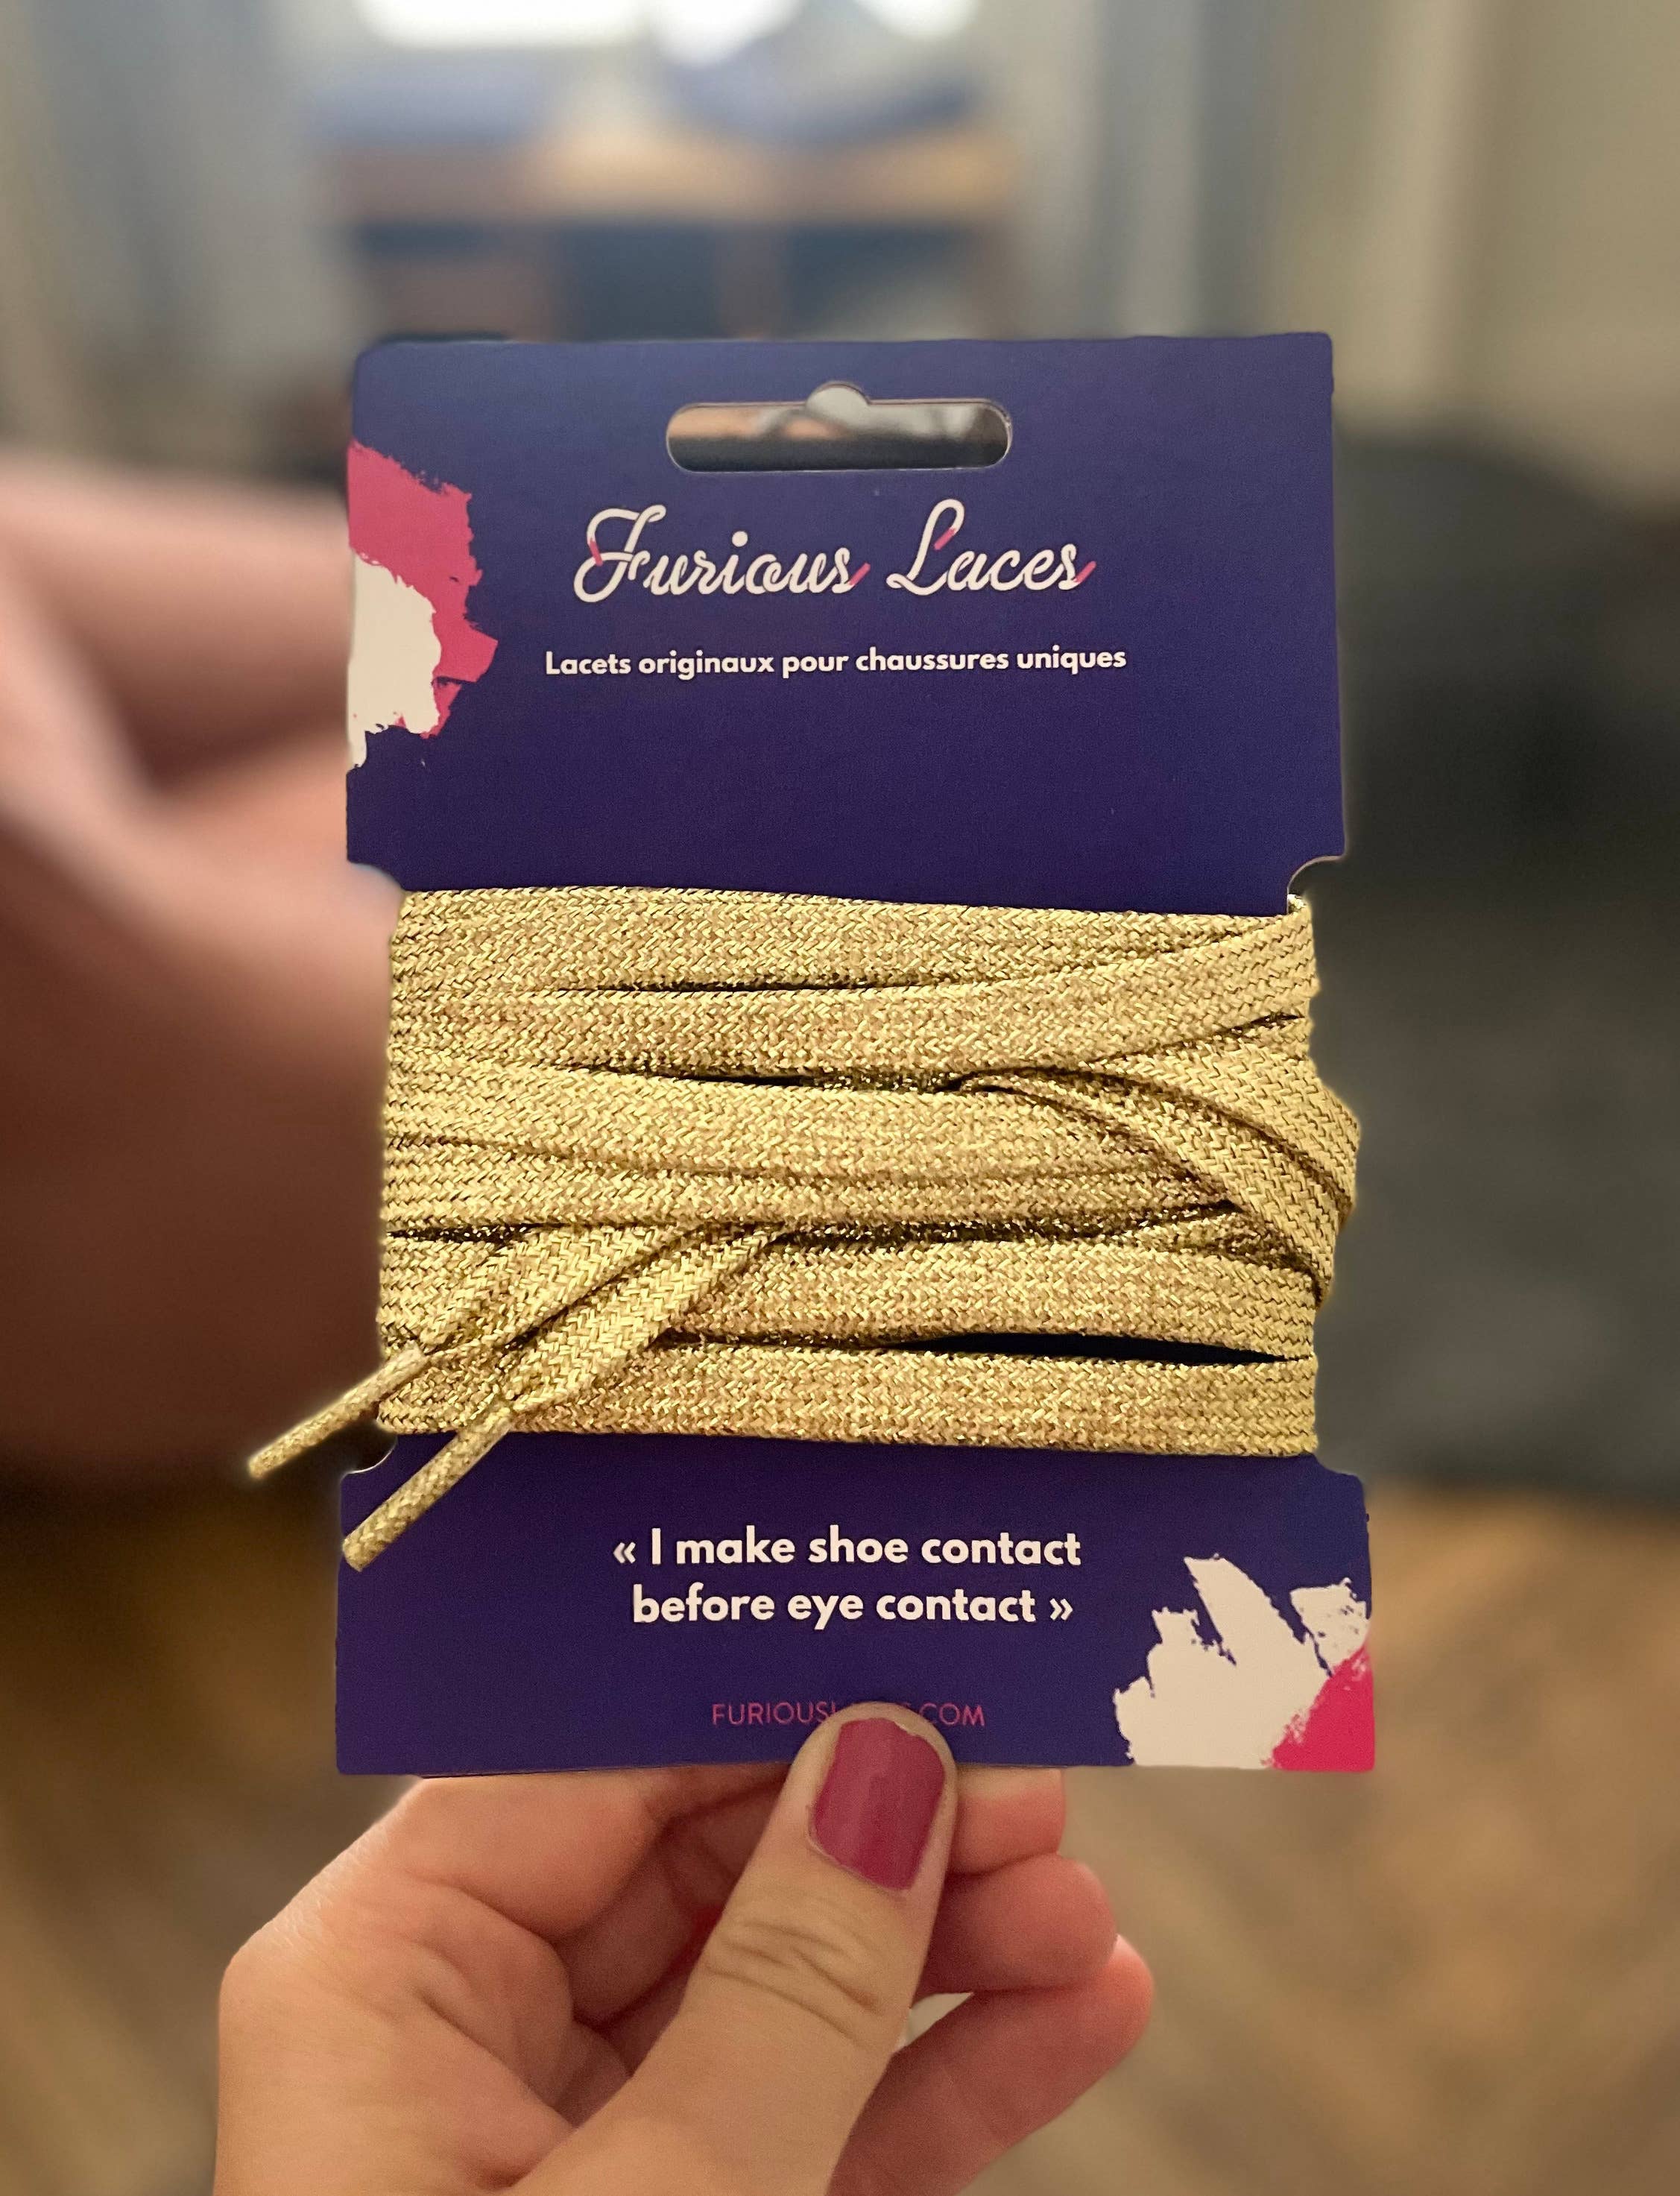 Furious Laces
Lacets originaux pour chaussures uniques
« I make shoe contact
before eye contact »